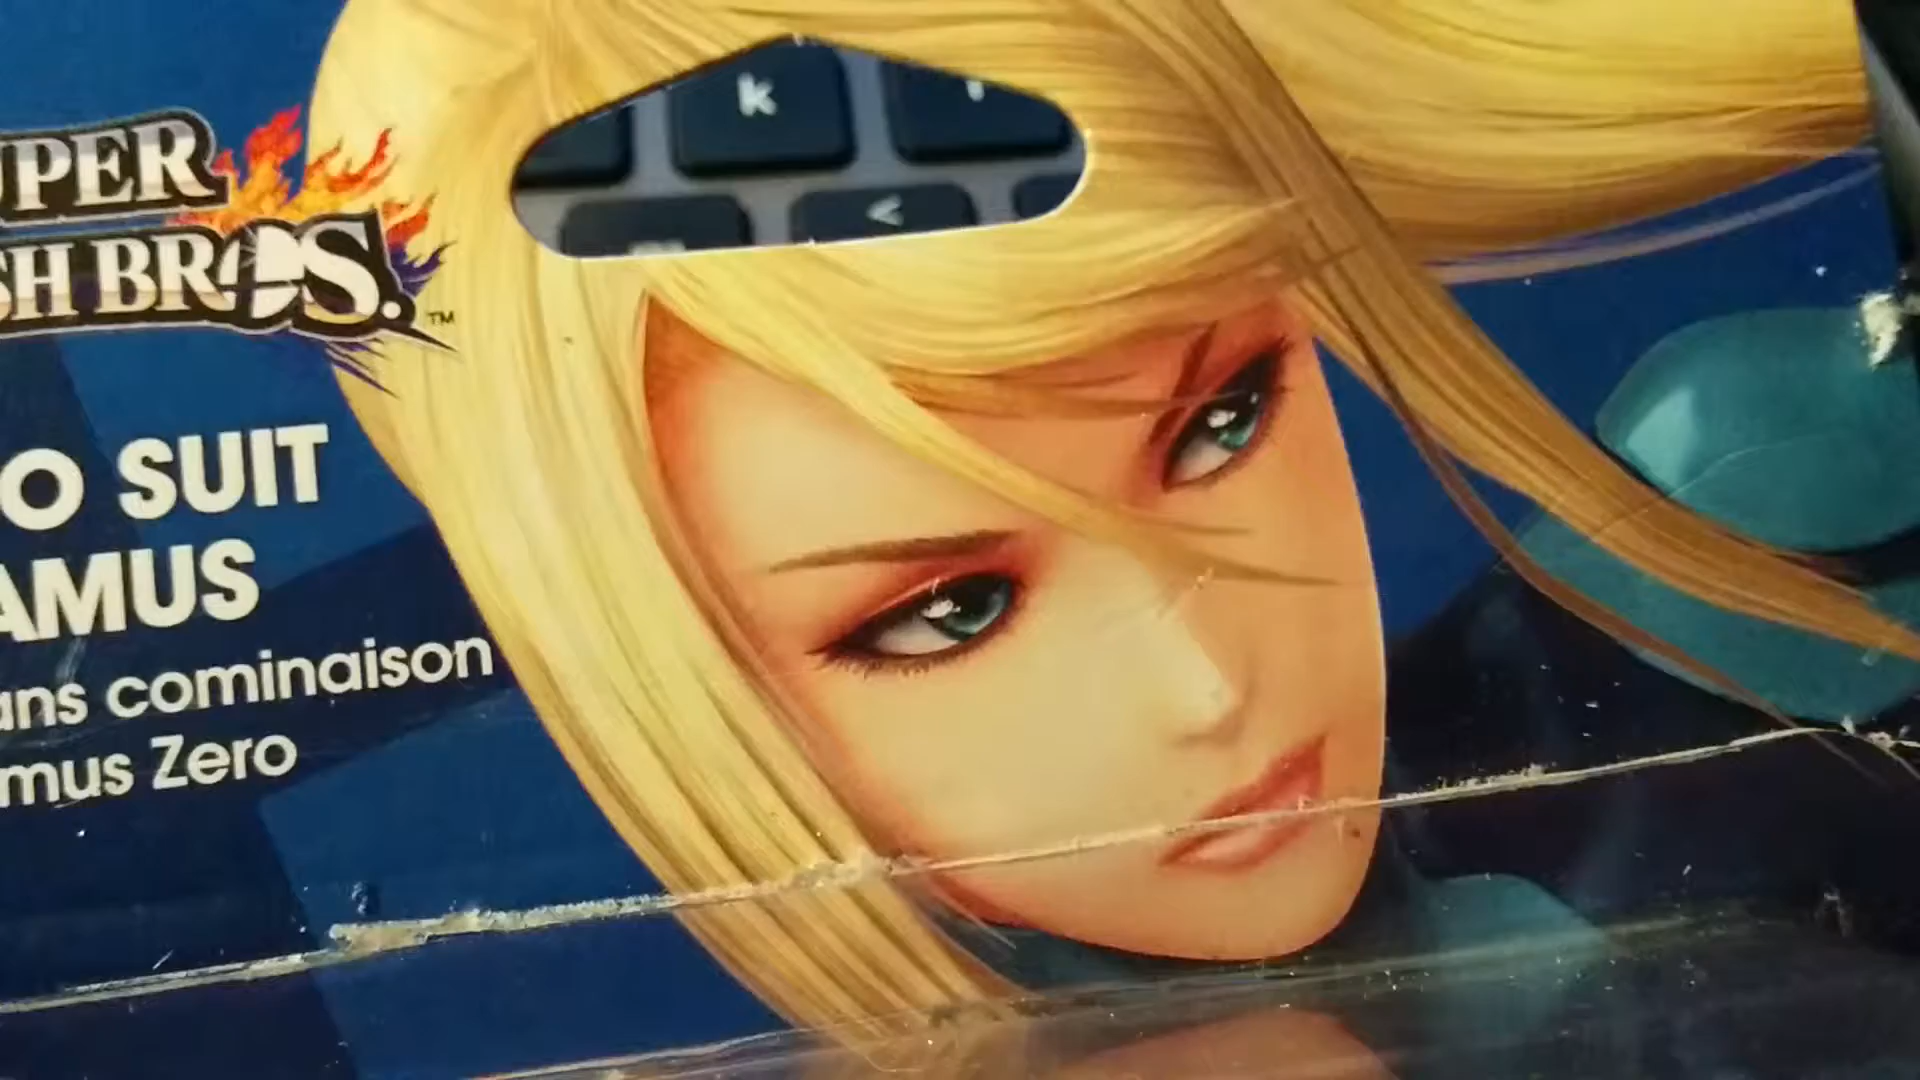 UPER
SH BROS.™
O SUIT
AMUS
ans cominaison
mus Zero
k
<